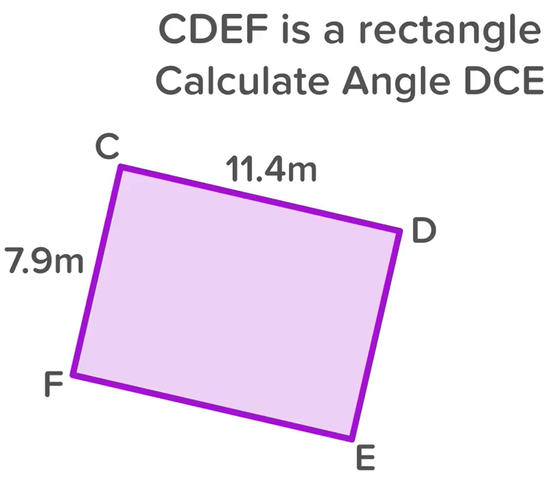 CDEF is a rectangle
Calculate Angle DCE
C
11.4m
D
7.9m
F
E